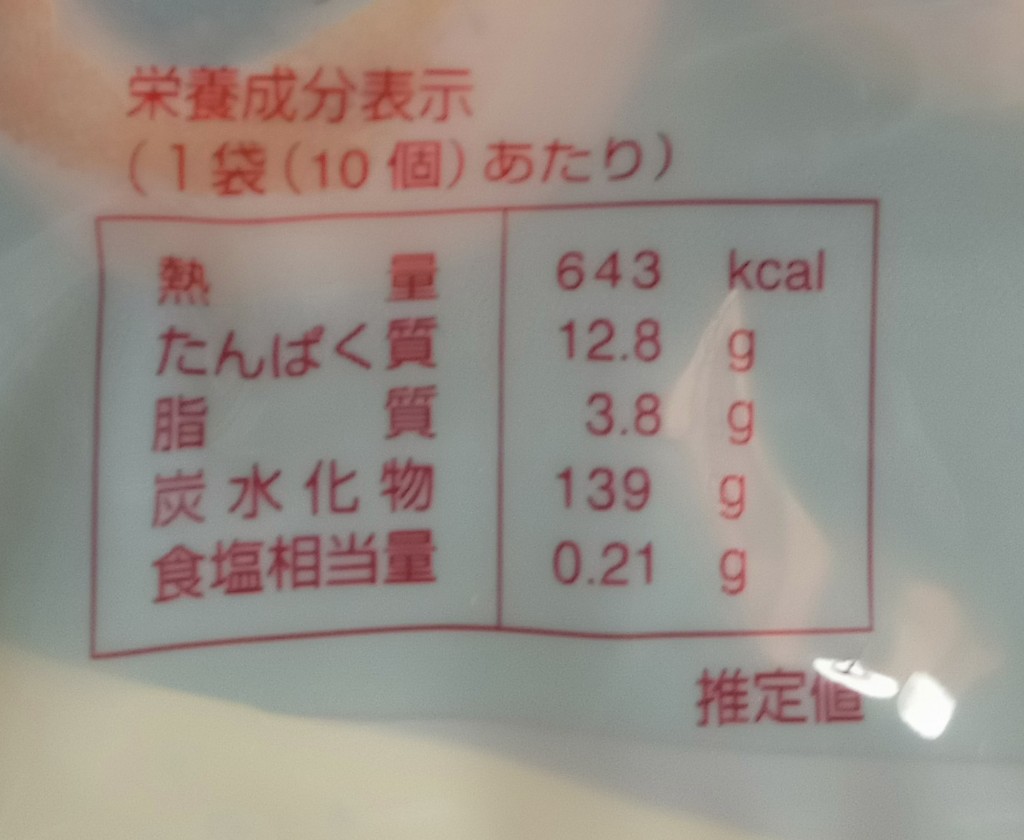 栄養成分表示
(1袋(10個)あたり)
熱量 643 kcal
たんぱく質 12.8 g
脂質 3.8 g
炭水化物 139 g
食塩相当量 0.21 g
推定値